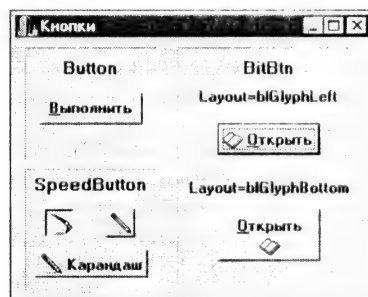 Кнопки
Button
Выполнить
BitBtn
Layout=blGlyphLeft
Открыть
SpeedButton
Карандаш
Layout=blGlyphBottom
Открыть